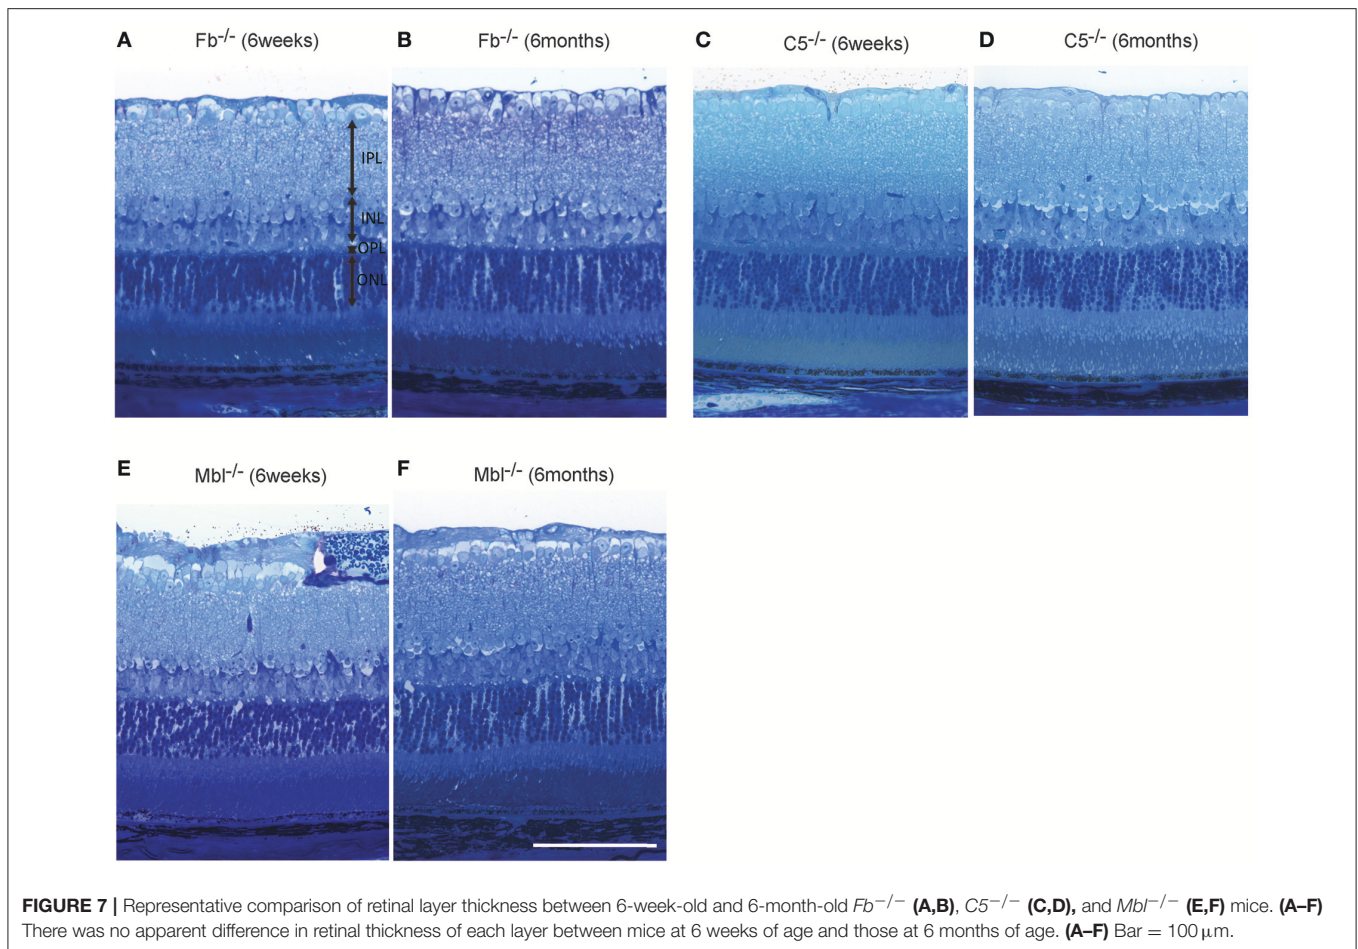 A Fb-/- (6weeks) B Fb-/- (6months) C C5-/- (6weeks) D C5-/- (6months)
IPL
INL
OPL
ONL
E Mbl-/- (6weeks) F Mbl-/- (6months)
FIGURE 7 | Representative comparison of retinal layer thickness between 6-week-old and 6-month-old Fb−/− (A,B), C5−/− (C,D), and Mbl−/− (E,F) mice. (A–F)
There was no apparent difference in retinal thickness of each layer between mice at 6 weeks of age and those at 6 months of age. (A–F) Bar = 100 μm.